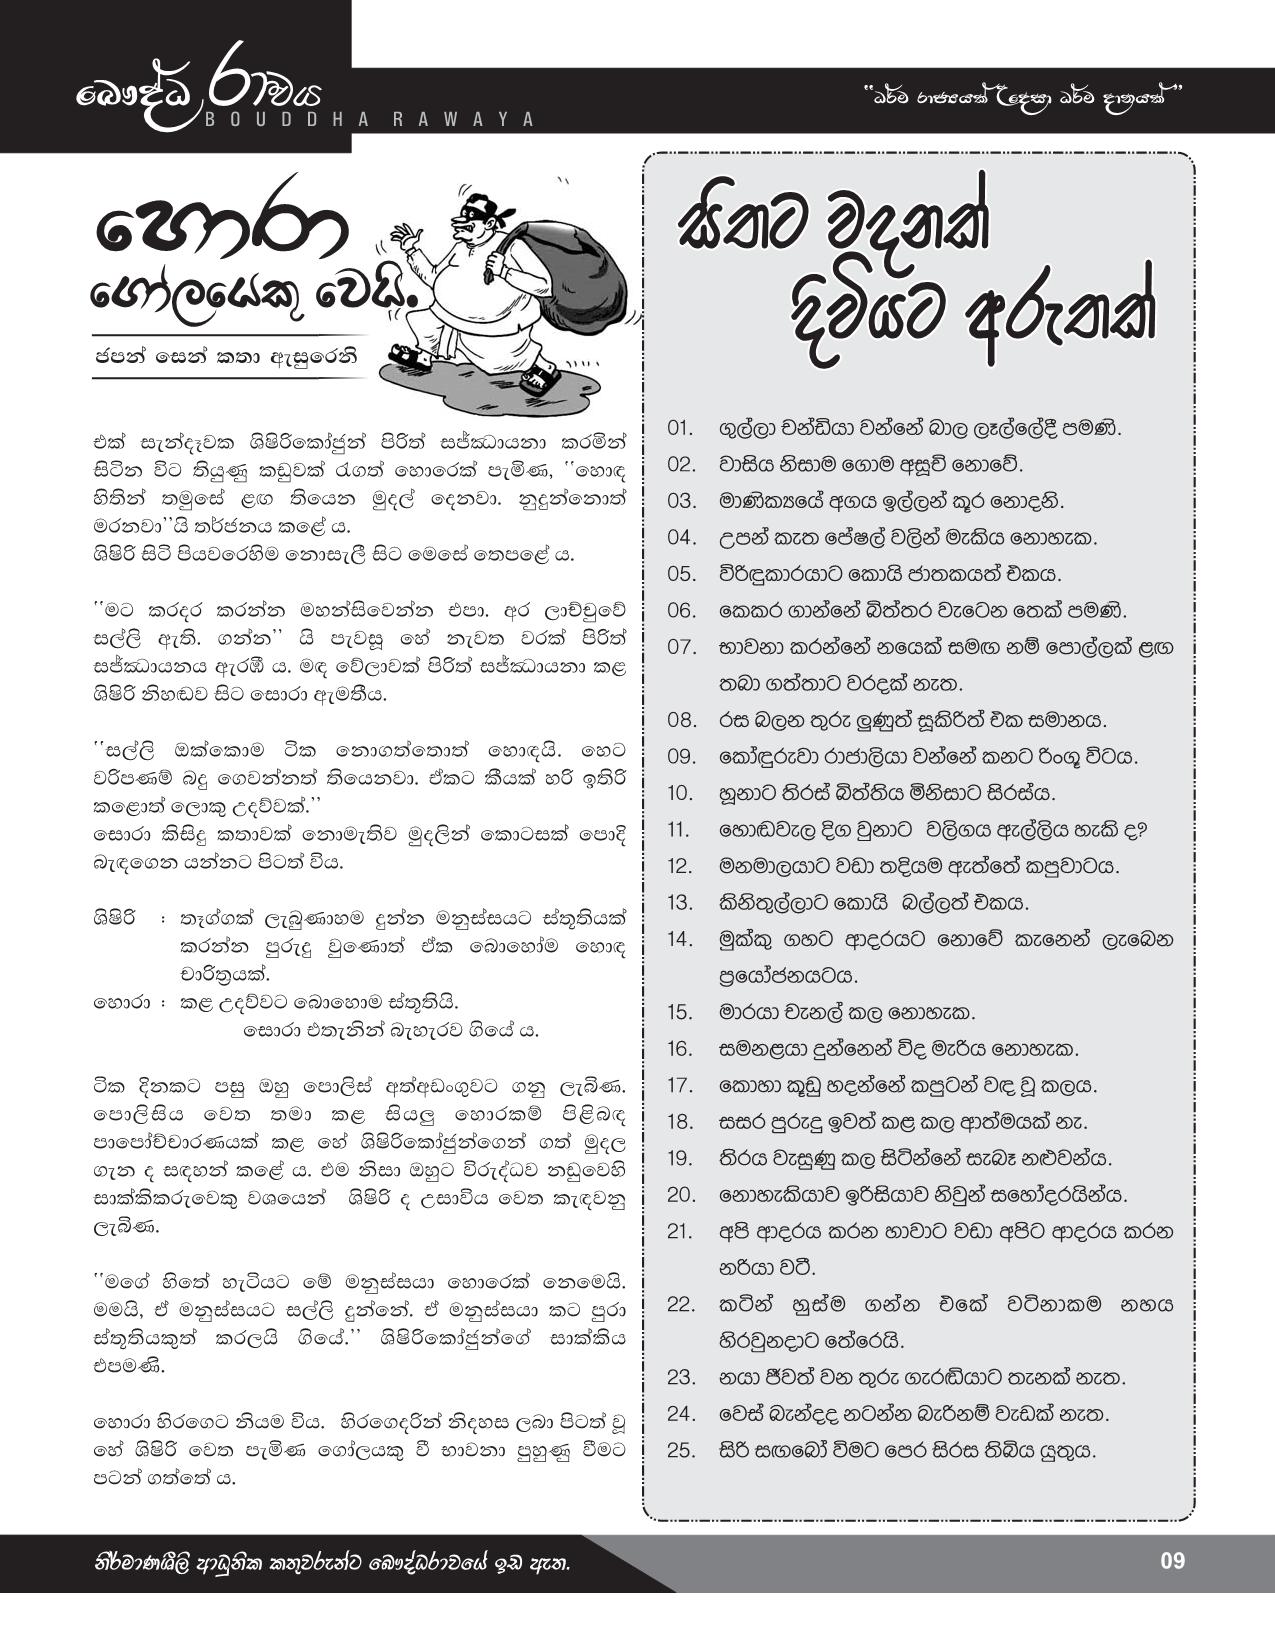 බෞද්ධ රාවය
BOUDDHA RAWAYA
“ධර්ම රාජ්‍යයක් උදෙසා ධර්ම දානයක්”
හොරා
ගෝලයෙකු වෙයි.
ජපන් සෙන් කතා ඇසුරෙනි
එක් සැන්දෑවක ශිෂිරිකෝජුන් පිරිත් සජ්ඣායනා කරමින්
සිටින විට තියුණු කඩුවක් රැගත් හොරෙක් පැමිණ, ‘‘හොඳ
හිතින් තමුසේ ළඟ තියෙන මුදල් දෙනවා. නුදුන්නොත්
මරනවා’’යි තර්ජනය කළේ ය.
ශිෂිරි සිටි පියවරෙහිම නොසැලී සිට මෙසේ තෙපළේ ය.
‘‘මට කරදර කරන්න මහන්සිවෙන්න එපා. අර ලාච්චුවේ
සල්ලි ඇති. ගන්න’’ යි පැවසූ හේ නැවත වරක් පිරිත්
සජ්ඣායනය ඇරඹී ය. මඳ වේලාවක් පිරිත් සජ්ඣායනා කළ
ශිෂිරි නිහඬව සිට සොරා ඇමතීය.
‘‘සල්ලි ඔක්කොම ටික නොගත්තොත් හොඳයි. හෙට
වරිපණම් බදු ගෙවන්නත් තියෙනවා. ඒකට කීයක් හරි ඉතිරි
කළොත් ලොකු උදව්වක්.’’
සොරා කිසිදු කතාවක් නොමැතිව මුදලින් කොටසක් පොදි
බැඳගෙන යන්නට පිටත් විය.
ශිෂිරි : තෑග්ගක් ලැබුණාහම දුන්න මනුස්සයට ස්තූතියක්
කරන්න පුරුදු වුණොත් ඒක බොහෝම හොඳ
චාරිත්‍රයක්.
හොරා : කළ උදව්වට බොහොම ස්තූතියි.
සොරා එතැනින් බැහැරව ගියේ ය.
ටික දිනකට පසු ඔහු පොලිස් අත්අඩංගුවට ගනු ලැබිණ.
පොලිසිය වෙත තමා කළ සියලු හොරකම් පිළිබඳ
පාපෝච්චාරණයක් කළ හේ ශිෂිරිකෝජුන්ගෙන් ගත් මුදල
ගැන ද සඳහන් කළේ ය. එම නිසා ඔහුට විරුද්ධව නඩුවෙහි
සාක්කිකරුවෙකු වශයෙන් ශිෂිරි ද උසාවිය වෙත කැඳවනු
ලැබිණ.
‘‘මගේ හිතේ හැටියට මේ මනුස්සයා හොරෙක් නෙමෙයි.
මමයි, ඒ මනුස්සයට සල්ලි දුන්නේ. ඒ මනුස්සයා කට පුරා
ස්තූතියකුත් කරලයි ගියේ.’’ ශිෂිරිකෝජුන්ගේ සාක්කිය
එපමණි.
හොරා හිරගෙට නියම විය. හිරගෙදරින් නිදහස ලබා පිටත් වූ
හේ ශිෂිරි වෙත පැමිණ ගෝලයකු වී භාවනා පුහුණු වීමට
පටන් ගත්තේ ය.
සිතට වදනක්
දිවියට අරුතක්
01. ගුල්ලා චන්ඩියා වන්නේ බාල ලෑල්ලේදී පමණි.
02. වාසිය නිසාම ගොම අසූචි නොවේ.
03. මාණික්‍යයේ අගය ඉල්ලන් කූර නොදනි.
04. උපන් කැත පේෂල් වලින් මැකිය නොහැක.
05. විරිඳුකාරයාට කොයි ජාතකයත් එකය.
06. කෙකර ගාන්නේ බිත්තර වැටෙන තෙක් පමණි.
07. භාවනා කරන්නේ නයෙක් සමඟ නම් පොල්ලක් ළඟ
තබා ගත්තාට වරදක් නැත.
08. රස බලන තුරු ලුණුත් සූකිරිත් එක සමානය.
09. කෝඳුරුවා රාජාලියා වන්නේ කනට රිංගූ විටය.
10. හූනාට තිරස් බිත්තිය මිනිසාට සිරස්ය.
11. හොඬවැල දිග වුනාට වලිගය ඇල්ලිය හැකි ද?
12. මනමාලයාට වඩා තදියම ඇත්තේ කපුවාටය.
13. කිනිතුල්ලාට කොයි බල්ලත් එකය.
14. මුක්කු ගහට ආදරයට නොවේ කැනෙන් ලැබෙන
ප්‍රයෝජනයටය.
15. මාරයා චැනල් කල නොහැක.
16. සමනළයා දුන්නෙන් විද මැරිය නොහැක.
17. කොහා කූඩු හදන්නේ කපුටන් වඳ වූ කලය.
18. සසර පුරුදු ඉවත් කළ කල ආත්මයක් නැ.
19. තිරය වැසුණු කල සිටින්නේ සැබෑ නළුවන්ය.
20. නොහැකියාව ඉරිසියාව නිවුන් සහෝදරයින්ය.
21. අපි ආදරය කරන හාවාට වඩා අපිට ආදරය කරන
නරියා වටී.
22. කටින් හුස්ම ගන්න එකේ වටිනාකම නහය
හිරවුනදාට තේරෙයි.
23. නයා ජීවත් වන තුරු ගැරඬියාට තැනක් නැත.
24. වෙස් බැන්දද නටන්න බැරිනම් වැඩක් නැත.
25. සිරි සඟබෝ වීමට පෙර සිරස තිබිය යුතුය.
නිර්මාණශීලී ආධුනික කතුවරුන්ට බෞද්ධරාවයේ ඉඩ ඇත.
09